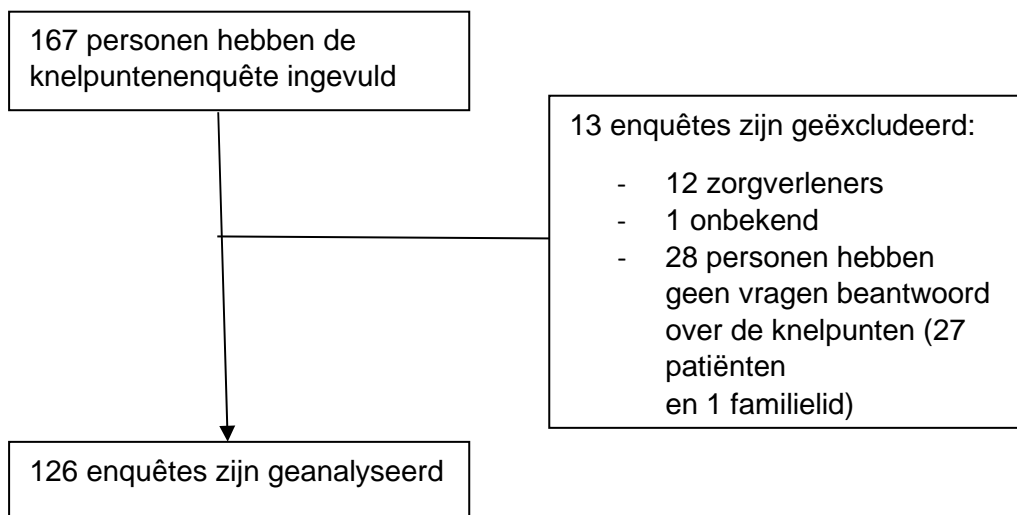 167 personen hebben de
knelpuntenenquête ingevuld
13 enquêtes zijn geëxcludeerd:
- 12 zorgverleners
- 1 onbekend
- 28 personen hebben
geen vragen beantwoord
over de knelpunten (27
patiënten
en 1 familielid)
126 enquêtes zijn geanalyseerd